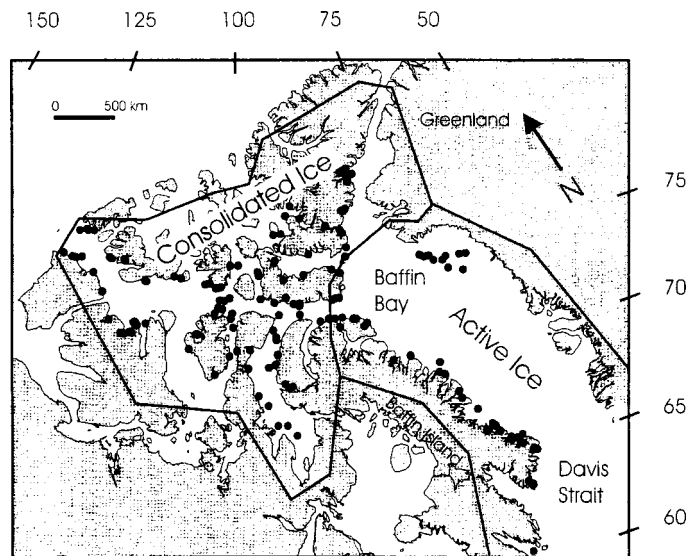 150 125 100 75 50
0 500 km
Greenland
N
75
Consolidated Ice
Baffin
Bay
70
Active Ice
65
Baffin Island
Davis
Strait
60